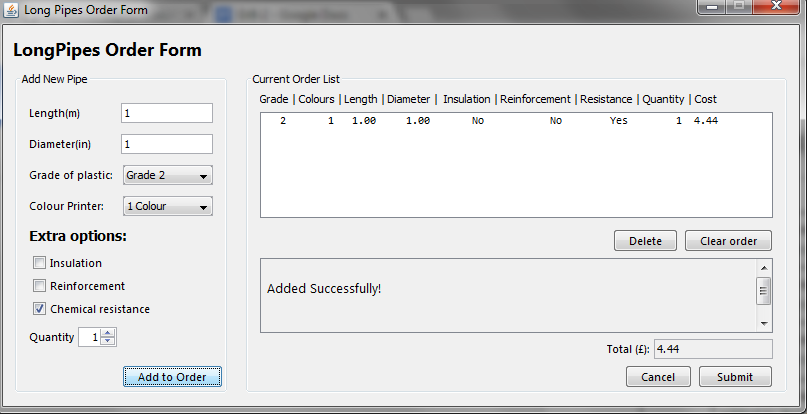 Long Pipes Order Form
LongPipes Order Form
Add New Pipe
Length(m) 1
Diameter(in) 1
Grade of plastic: Grade 2
Colour Printer: 1 Colour
Extra options:
Insulation
Reinforcement
Chemical resistance
Quantity 1
Add to Order
Current Order List
Grade | Colours | Length | Diameter | Insulation | Reinforcement | Resistance | Quantity | Cost
2 1 1.00 1.00 No No Yes 1 4.44
Delete Clear order
Added Successfully!
Total (£): 4.44
Cancel Submit